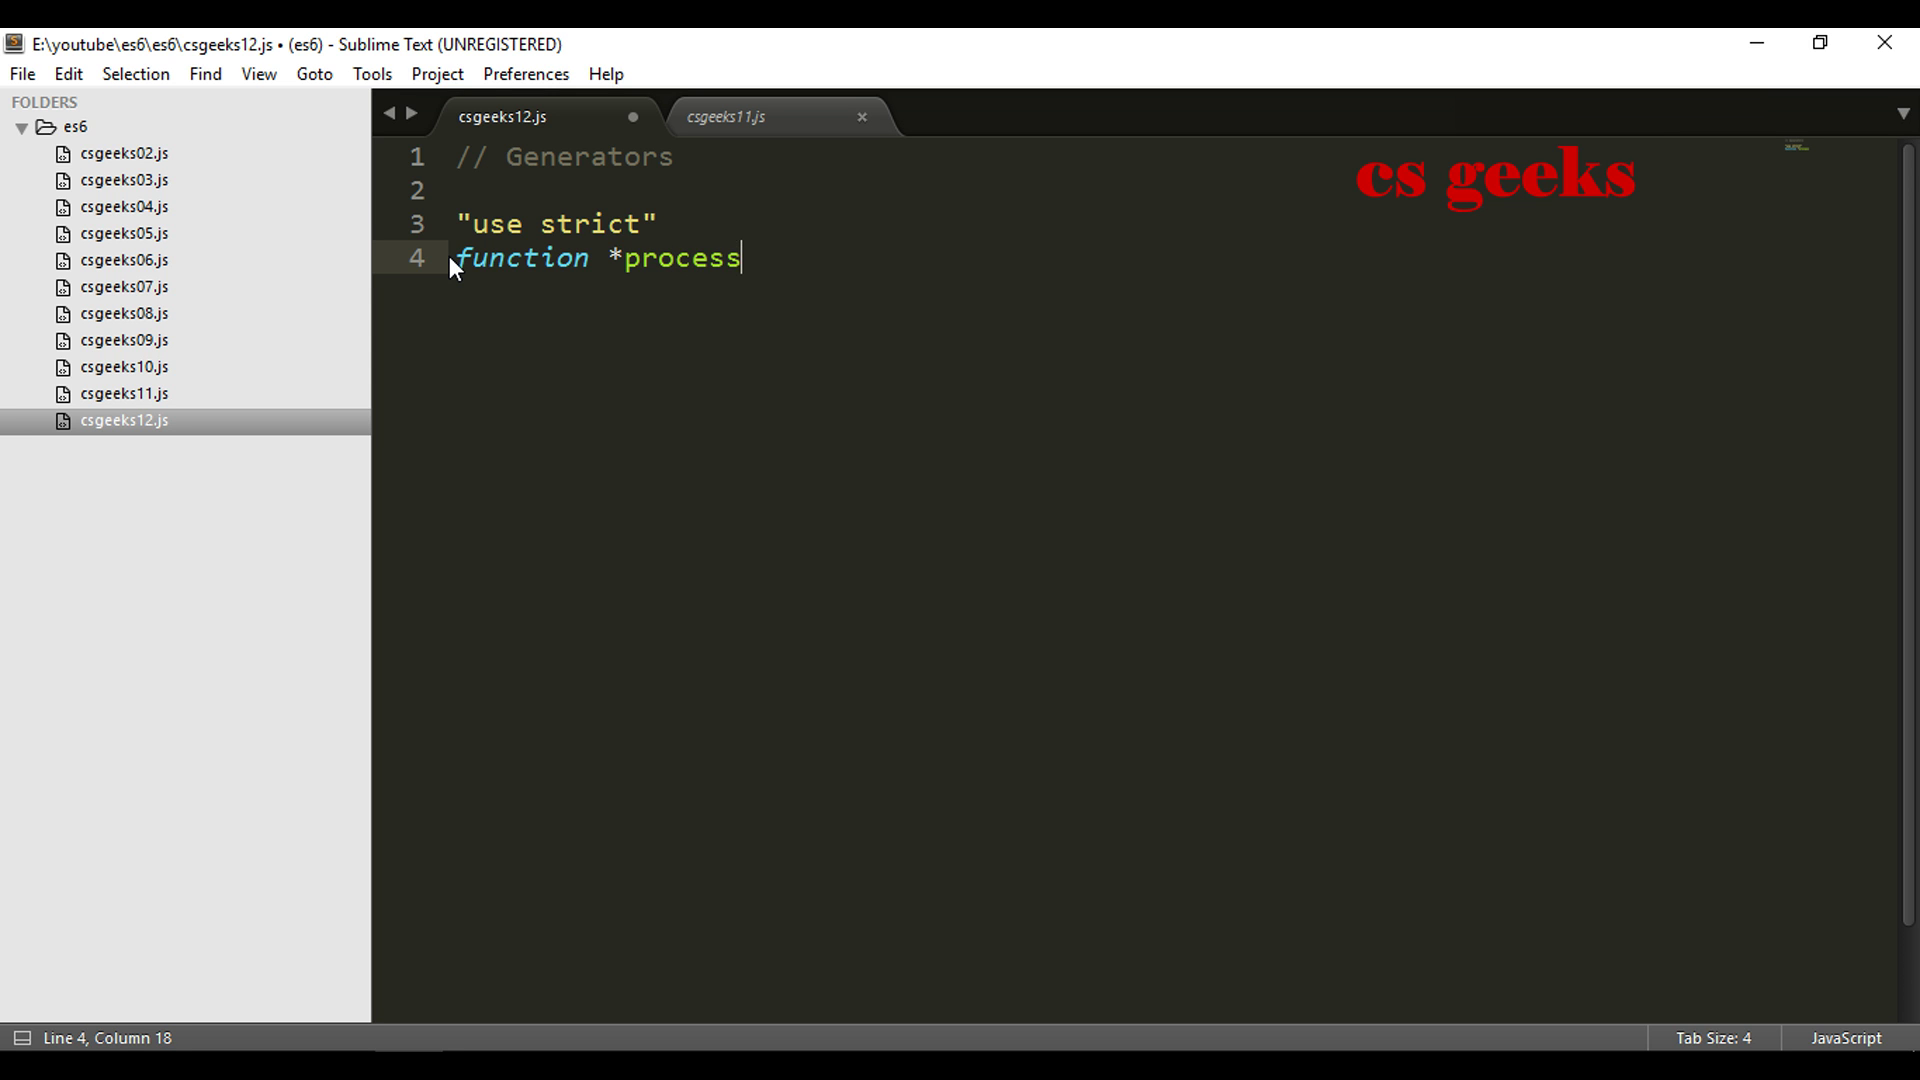 E:\youtube\es6\es6\csgeeks12.js • (es6) - Sublime Text (UNREGISTERED)
File Edit Selection Find View Goto Tools Project Preferences Help
FOLDERS
es6
csgeeks02.js
csgeeks03.js
csgeeks04.js
csgeeks05.js
csgeeks06.js
csgeeks07.js
csgeeks08.js
csgeeks09.js
csgeeks10.js
csgeeks11.js
csgeeks12.js
csgeeks12.js csgeeks11.js
1 // Generators
2
3 "use strict"
4 function *process
cs geeks
Line 4, Column 18 Tab Size: 4 JavaScript